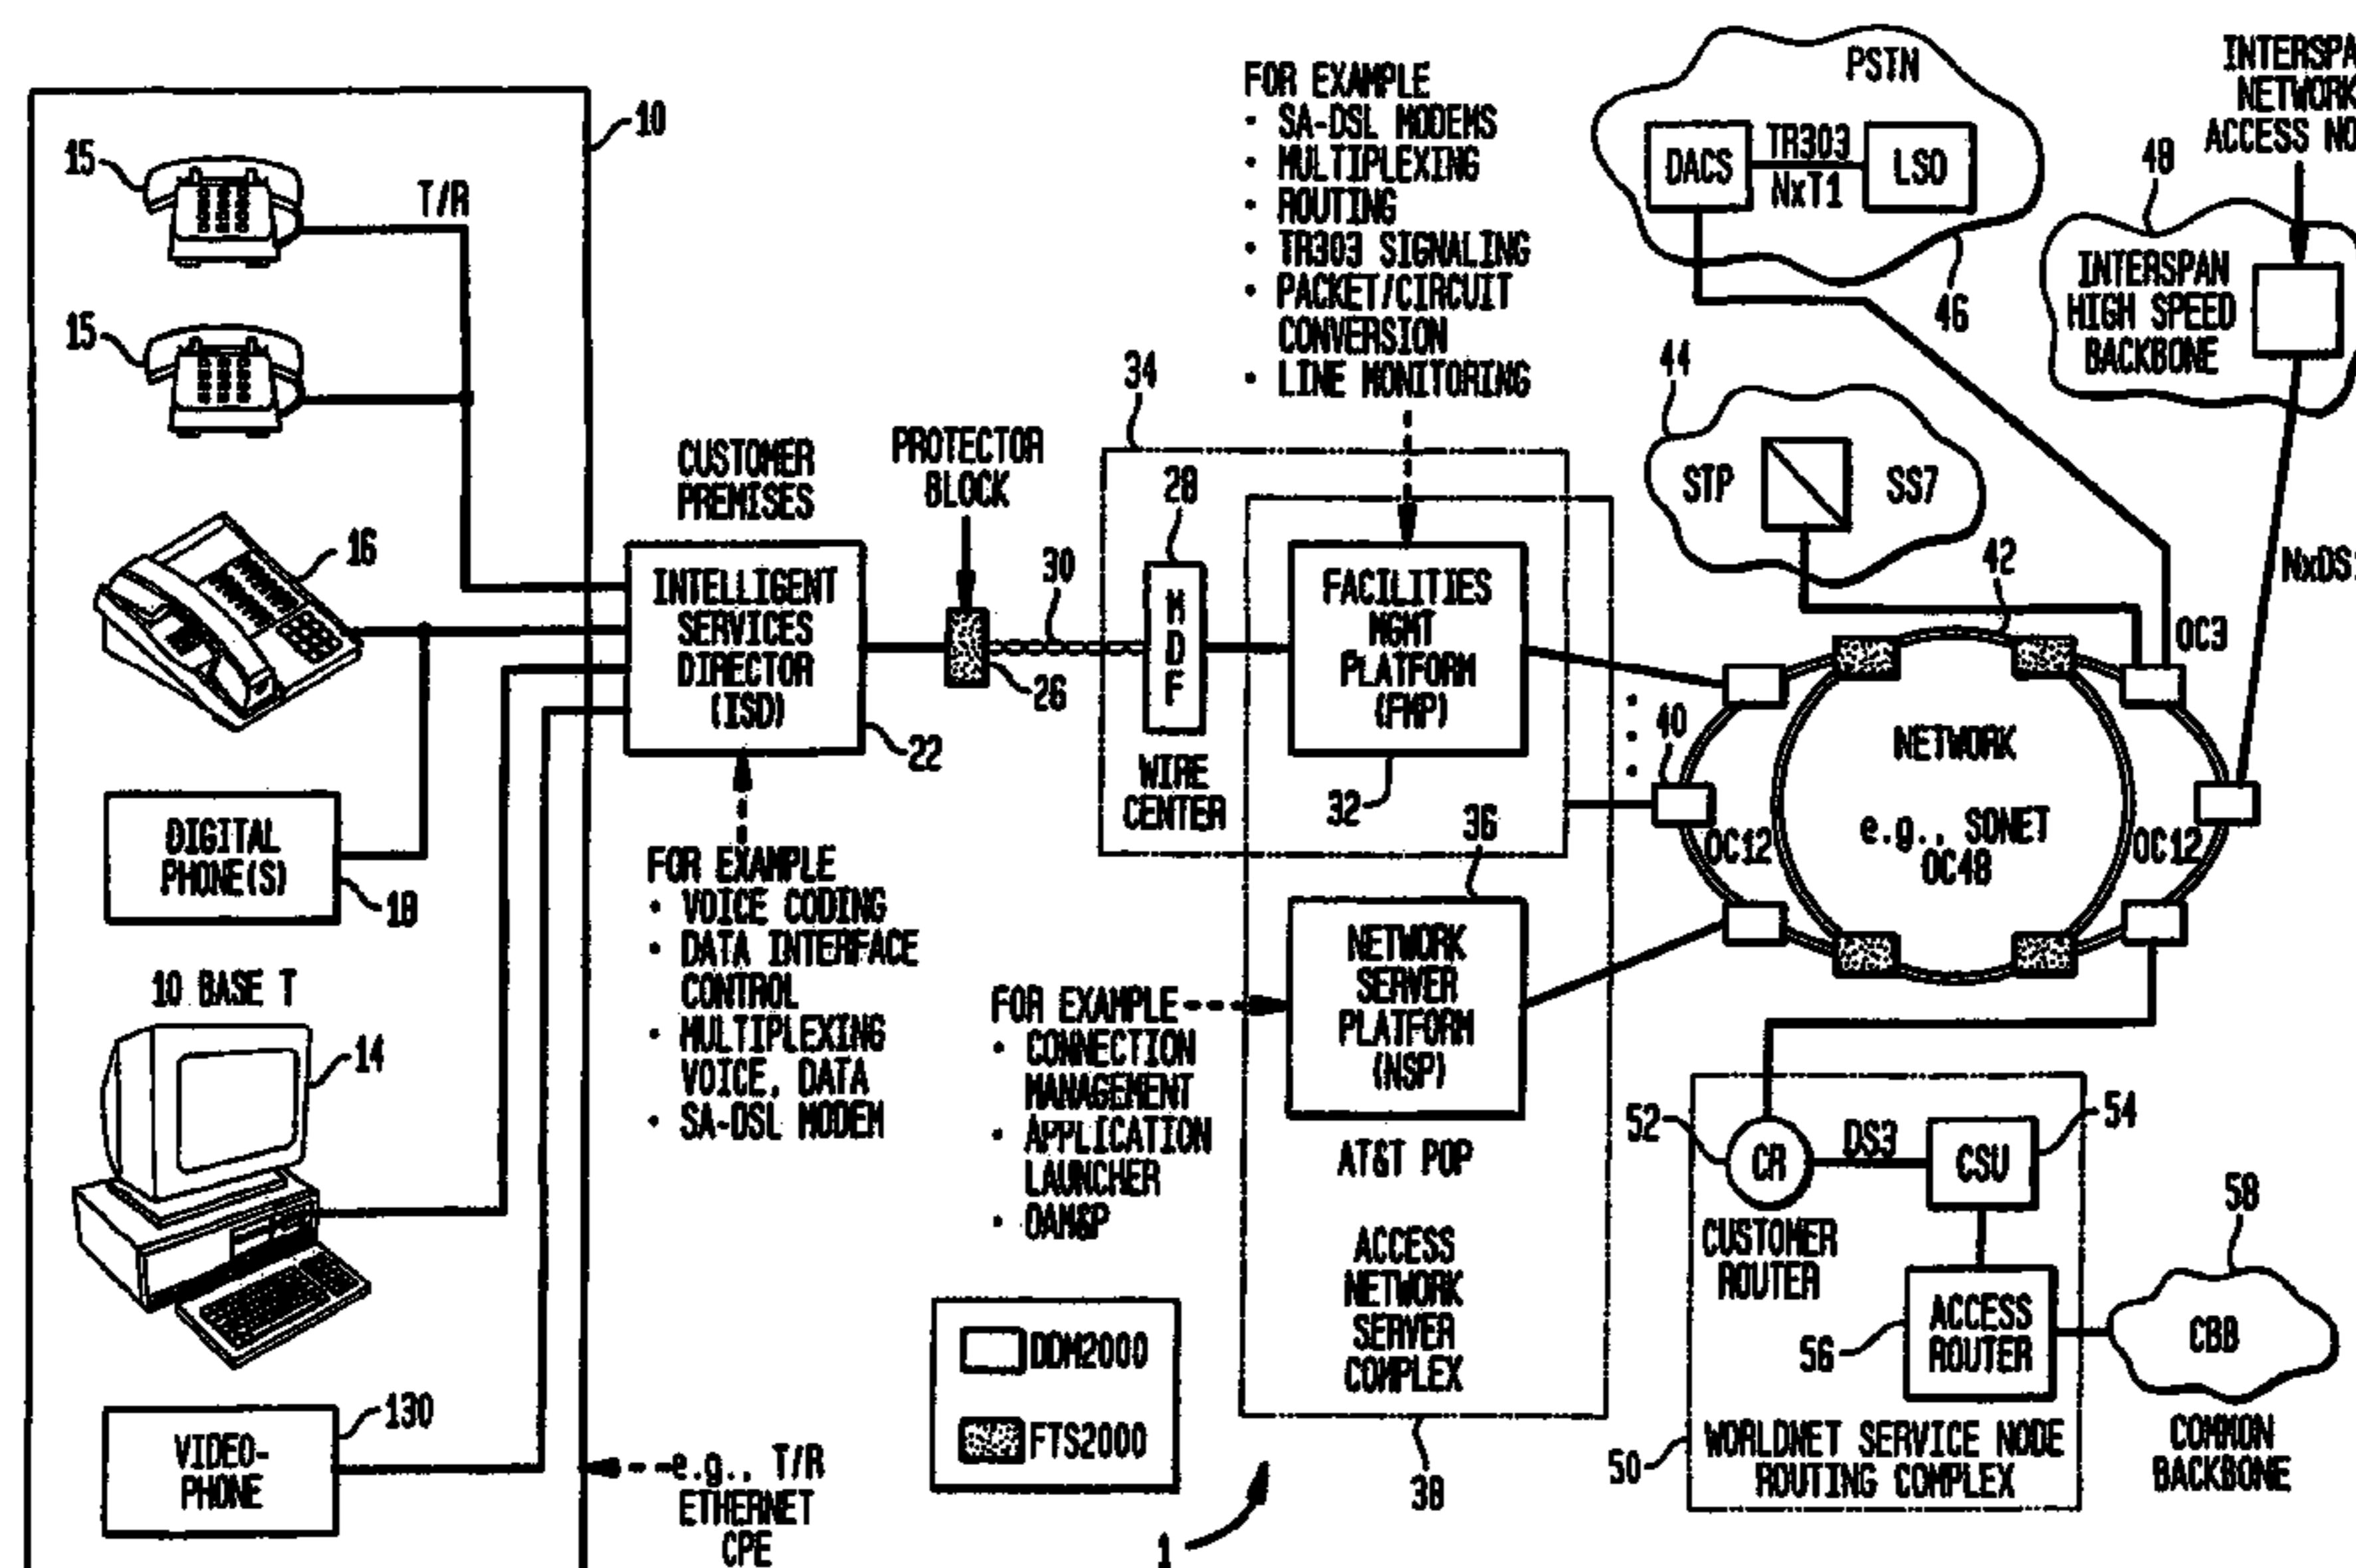 10
15
T/R
15
16
DIGITAL
PHONE(S)
18
10 BASE T
14
130
VIDEO-
PHONE
e.g., T/R
ETHERNET
CPE
CUSTOMER
PREMISES
INTELLIGENT
SERVICES
DIRECTOR
(ISD)
22
FOR EXAMPLE
• VOICE CODING
• DATA INTERFACE
CONTROL
• MULTIPLEXING
VOICE, DATA
• SA-DSL MODEM
PROTECTOR
BLOCK
26
30
34
28
MDF
WIRE
CENTER
FOR EXAMPLE
• SA-DSL MODEMS
• MULTIPLEXING
• ROUTING
• TR303 SIGNALING
• PACKET/CIRCUIT
CONVERSION
• LINE MONITORING
FACILITIES
MGMT
PLATFORM
(FMP)
32
36
NETWORK
SERVER
PLATFORM
(NSP)
FOR EXAMPLE
• CONNECTION
MANAGEMENT
• APPLICATION
LAUNCHER
• OAM&P
AT&T POP
ACCESS
NETWORK
SERVER
COMPLEX
38
DDM2000
FTS2000
1
PSTN
DACS
TR303
NxT1
LSO
46
INTERSPA
NETWORK
ACCESS NO
48
INTERSPAN
HIGH SPEED
BACKBONE
44
STP
SS7
42
OC3
NxDS1
40
NETWORK
e.g., SONET
OC48
OC12
OC12
52
CR
DS3
CSU
54
CUSTOMER
ROUTER
56
ACCESS
ROUTER
58
CBB
COMMON
BACKBONE
50
WORLDNET SERVICE NODE
ROUTING COMPLEX